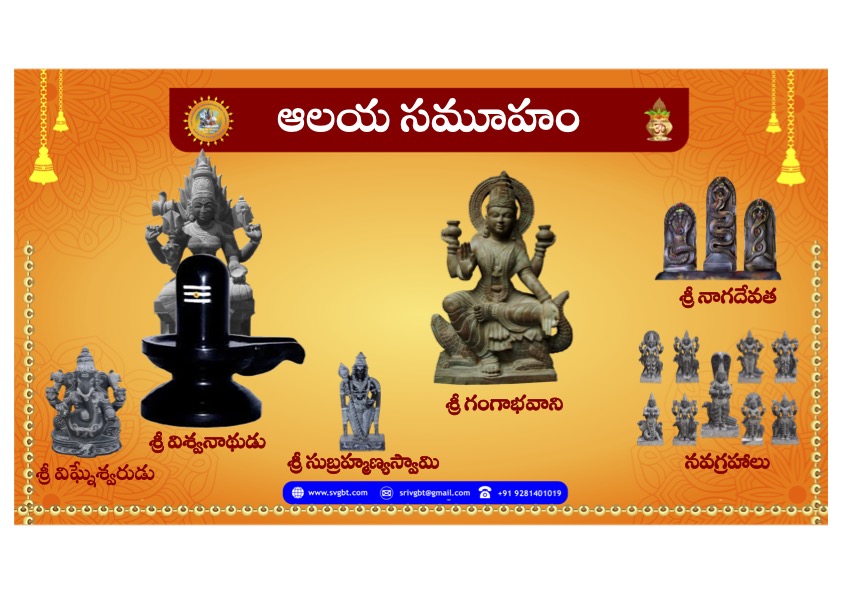 ఆలయ సమూహం
శ్రీ నాగదేవత
శ్రీ గంగాభవాని
శ్రీ విశ్వనాథుడు
శ్రీ సుబ్రహ్మణ్యస్వామి
నవగ్రహాలు
శ్రీ విఘ్నేశ్వరుడు
www.svgbt.com srivgbt@gmail.com +91 9281401019